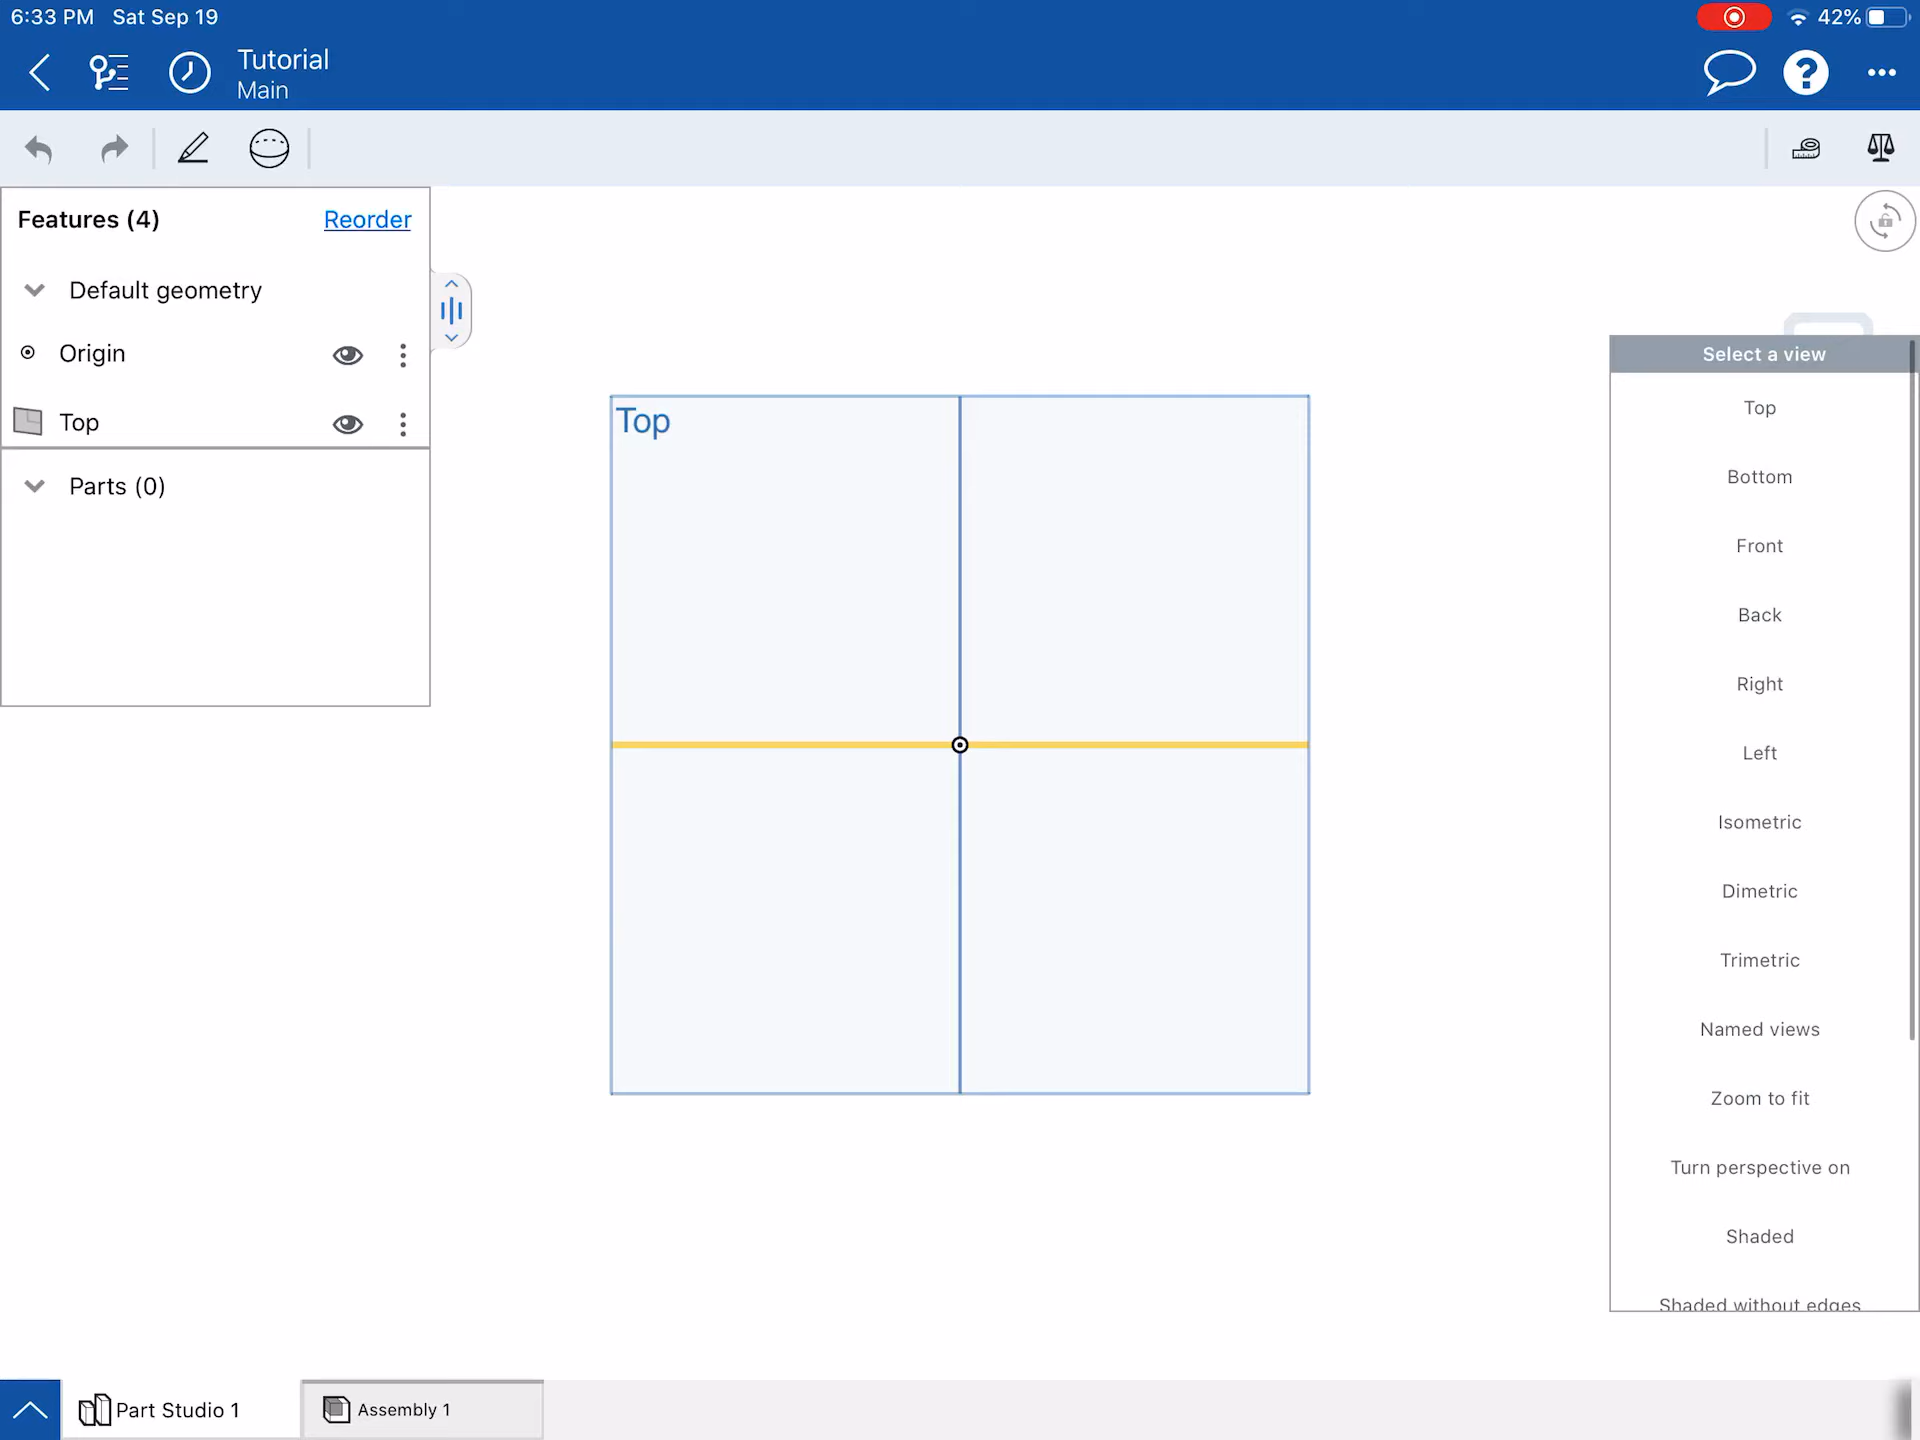 6:33 PM Sat Sep 19
42%
Tutorial
Main
Features (4) Reorder
Default geometry
Origin
Top
Parts (0)
Top
Select a view
Top
Bottom
Front
Back
Right
Left
Isometric
Dimetric
Trimetric
Named views
Zoom to fit
Turn perspective on
Shaded
Shaded without edges
Part Studio 1
Assembly 1